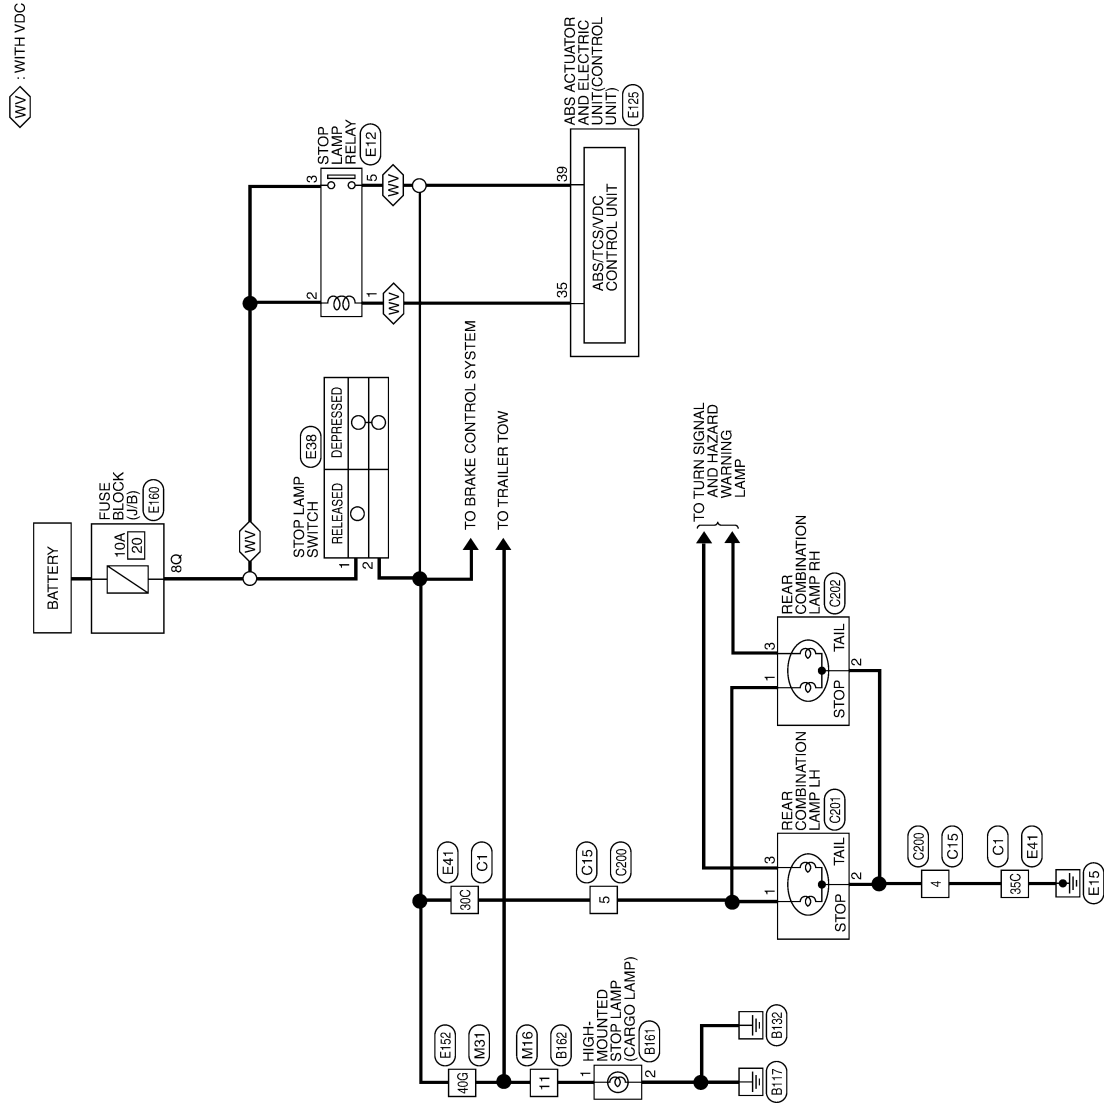 WV : WITH VDC
BATTERY
FUSE
BLOCK
(J/B)
E160
10A
20
8Q
WV
STOP LAMP
SWITCH
E38
RELEASED
DEPRESSED
1
2
STOP
LAMP
RELAY
E12
2
3
1
5
WV
WV
35
39
ABS/TCS/VDC
CONTROL UNIT
ABS ACTUATOR
AND ELECTRIC
UNIT(CONTROL
UNIT)
E125
TO BRAKE CONTROL SYSTEM
TO TRAILER TOW
E152
40G
M31
M16
11
B162
HIGH-
MOUNTED
STOP LAMP
(CARGO LAMP)
B161
1
2
B117
B132
E41
30C
C1
C15
5
C200
TO TURN SIGNAL
AND HAZARD
WARNING
LAMP
REAR
COMBINATION
LAMP LH
C201
1
3
STOP
TAIL
2
REAR
COMBINATION
LAMP RH
C202
1
3
STOP
TAIL
2
C200
4
C15
C1
35C
E41
E15